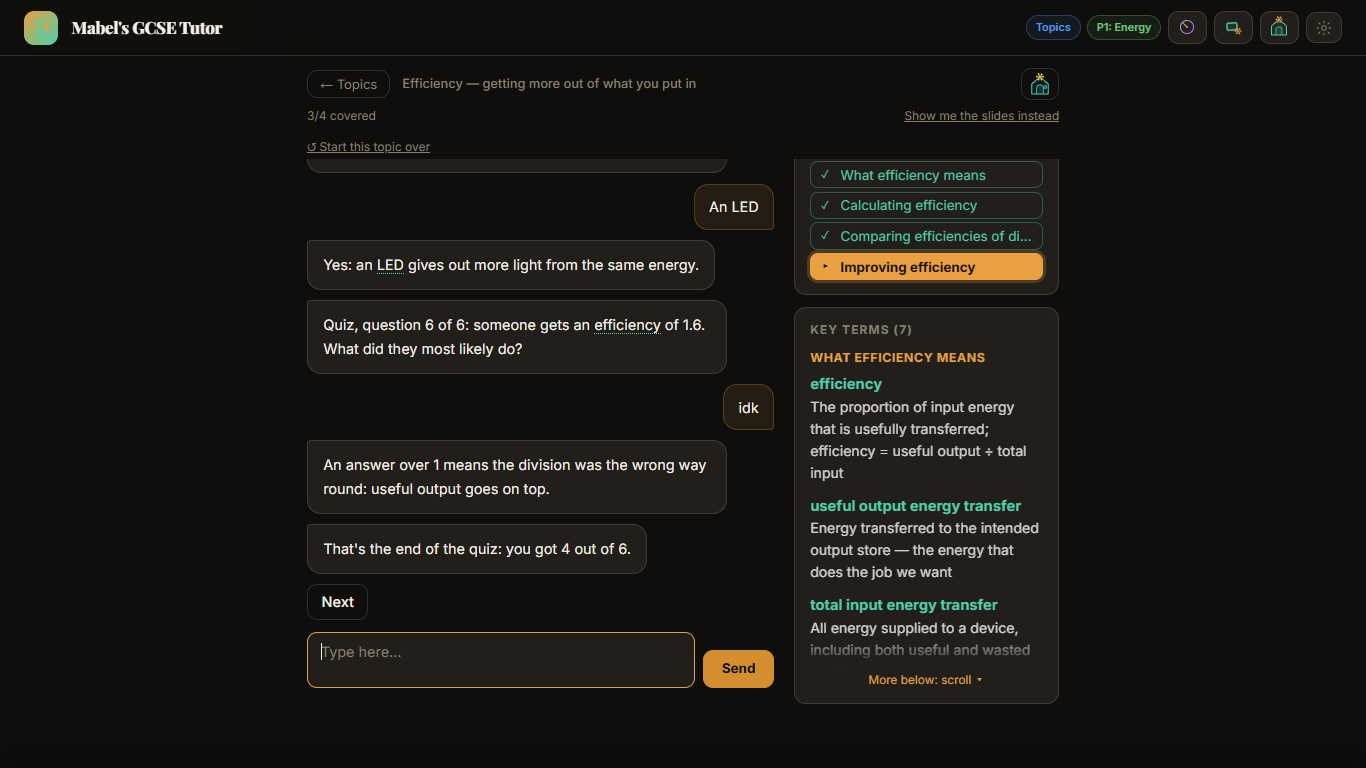 Mabel's GCSE Tutor
Topics
P1: Energy
← Topics
Efficiency — getting more out of what you put in
3/4 covered
Show me the slides instead
↺ Start this topic over
An LED
Yes: an LED gives out more light from the same energy.
Quiz, question 6 of 6: someone gets an efficiency of 1.6.
What did they most likely do?
idk
An answer over 1 means the division was the wrong way
round: useful output goes on top.
That's the end of the quiz: you got 4 out of 6.
Next
Type here...
Send
✓ What efficiency means
✓ Calculating efficiency
✓ Comparing efficiencies of di...
‣ Improving efficiency
KEY TERMS (7)
WHAT EFFICIENCY MEANS
efficiency
The proportion of input energy
that is usefully transferred;
efficiency = useful output ÷ total
input
useful output energy transfer
Energy transferred to the intended
output store — the energy that
does the job we want
total input energy transfer
All energy supplied to a device,
including both useful and wasted
More below: scroll ▾